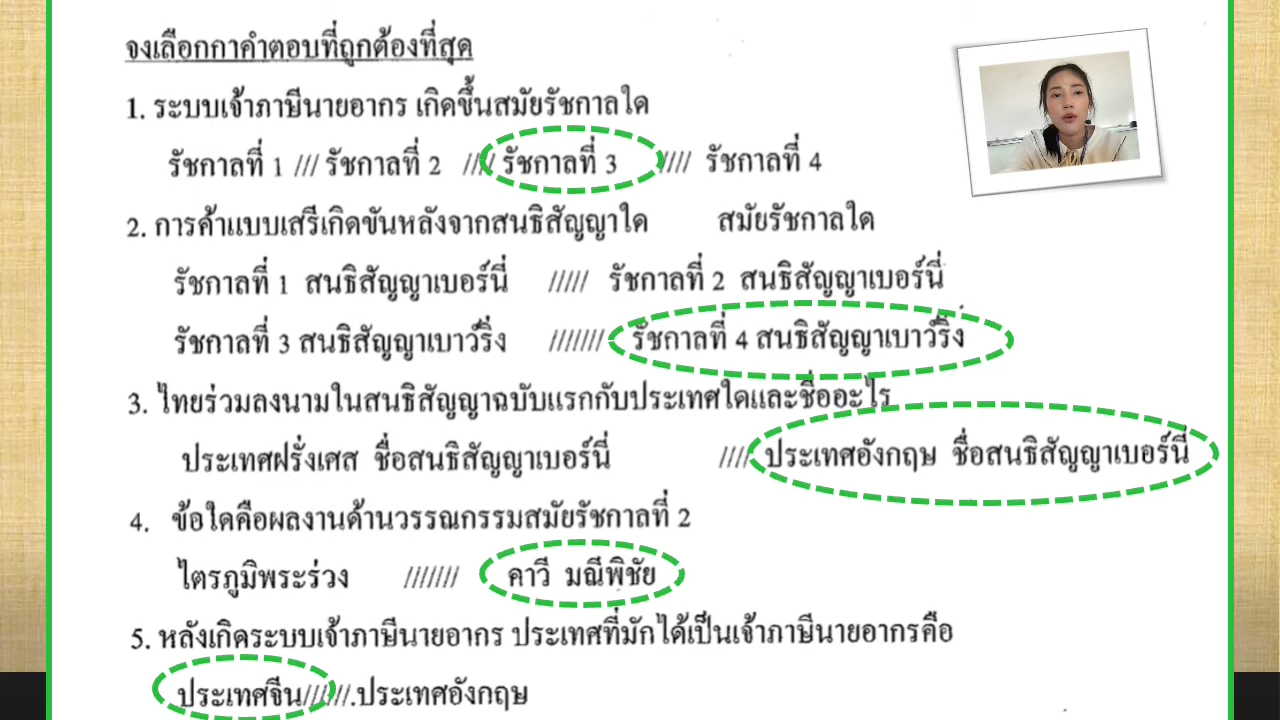 จงเลือกกาคำตอบที่ถูกต้องที่สุด
1. ระบบเจ้าภาษีนายอากร เกิดขึ้นสมัยรัชกาลใด
รัชกาลที่ 1 /// รัชกาลที่ 2 //// รัชกาลที่ 3 //// รัชกาลที่ 4
2. การค้าแบบเสรีเกิดขันหลังจากสนธิสัญญาใด สมัยรัชกาลใด
รัชกาลที่ 1 สนธิสัญญาเบอร์นี่ ///// รัชกาลที่ 2 สนธิสัญญาเบอร์นี่
รัชกาลที่ 3 สนธิสัญญาเบาว์ริ่ง /////// รัชกาลที่ 4 สนธิสัญญาเบาว์ริ่ง
3. ไทยร่วมลงนามในสนธิสัญญาฉบับแรกกับประเทศใดและชื่ออะไร
ประเทศฝรั่งเศส ชื่อสนธิสัญญาเบอร์นี่ //// ประเทศอังกฤษ ชื่อสนธิสัญญาเบอร์นี่
4. ข้อใดคือผลงานด้านวรรณกรรมสมัยรัชกาลที่ 2
ไตรภูมิพระร่วง /////// คาวี มณีพิชัย
5. หลังเกิดระบบเจ้าภาษีนายอากร ประเทศที่มักได้เป็นเจ้าภาษีนายอากรคือ
ประเทศจีน//////.ประเทศอังกฤษ